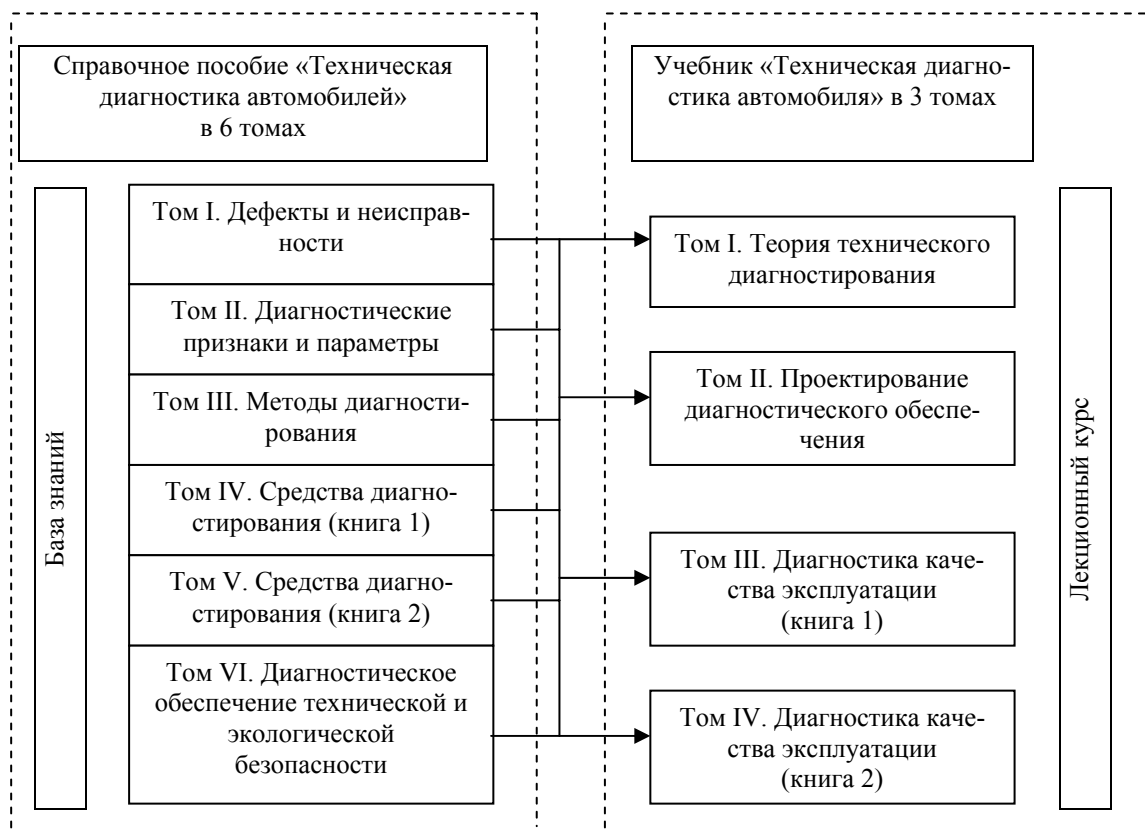 Справочное пособие «Техническая
диагностика автомобилей»
в 6 томах
База знаний
Том I. Дефекты и неисправ-
ности
Том II. Диагностические
признаки и параметры
Том III. Методы диагности-
рования
Том IV. Средства диагно-
стирования (книга 1)
Том V. Средства диагно-
стирования (книга 2)
Том VI. Диагностическое
обеспечение технической и
экологической
безопасности
Учебник «Техническая диагно-
стика автомобиля» в 3 томах
Том I. Теория технического
диагностирования
Том II. Проектирование
диагностического обеспе-
чения
Том III. Диагностика каче-
ства эксплуатации
(книга 1)
Том IV. Диагностика каче-
ства эксплуатации
(книга 2)
Лекционный курс